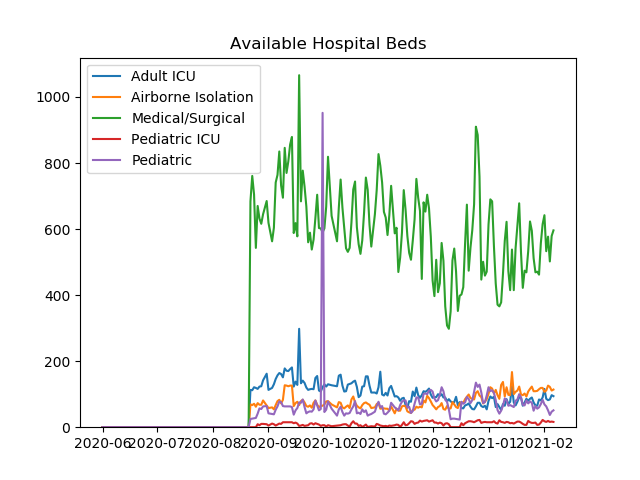 Available Hospital Beds
Adult ICU
Airborne Isolation
Medical/Surgical
Pediatric ICU
Pediatric
1000
800
600
400
200
0
2020-06 2020-07 2020-08 2020-09 2020-10 2020-11 2020-12 2021-01 2021-02